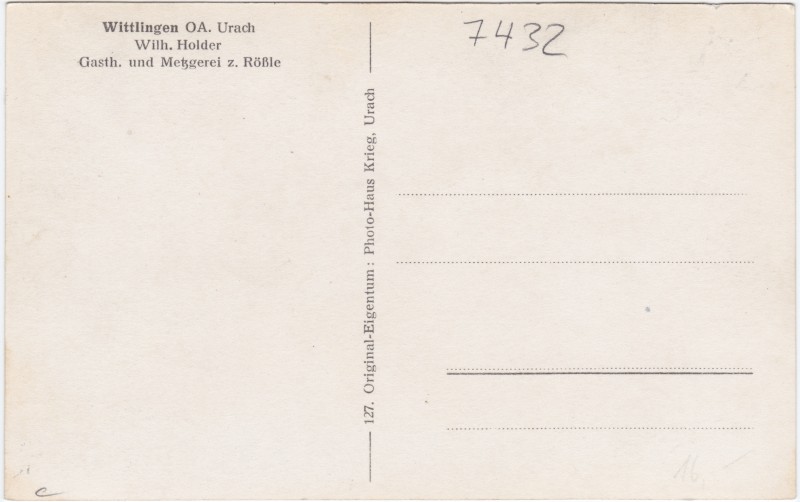 Wittlingen OA. Urach
Wilh. Holder
Gasth. und Metzgerei z. Rößle
127. Original-Eigentum: Photo-Haus Krieg, Urach
7432
16,-
e